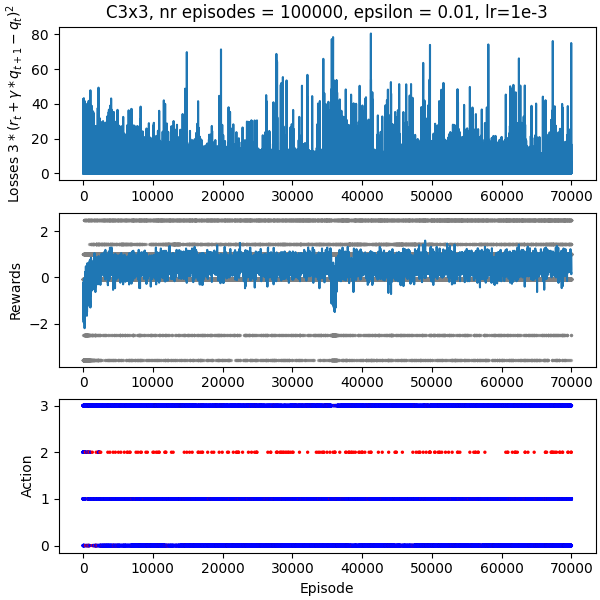 C3x3, nr episodes = 100000, epsilon = 0.01, lr=1e-3
Losses 3 * (r_t + γ * q_{t+1} − q_t)^2
80
60
40
20
0
0 10000 20000 30000 40000 50000 60000 70000
Rewards
2
0
−2
0 10000 20000 30000 40000 50000 60000 70000
Action
3
2
1
0
0 10000 20000 30000 40000 50000 60000 70000
Episode